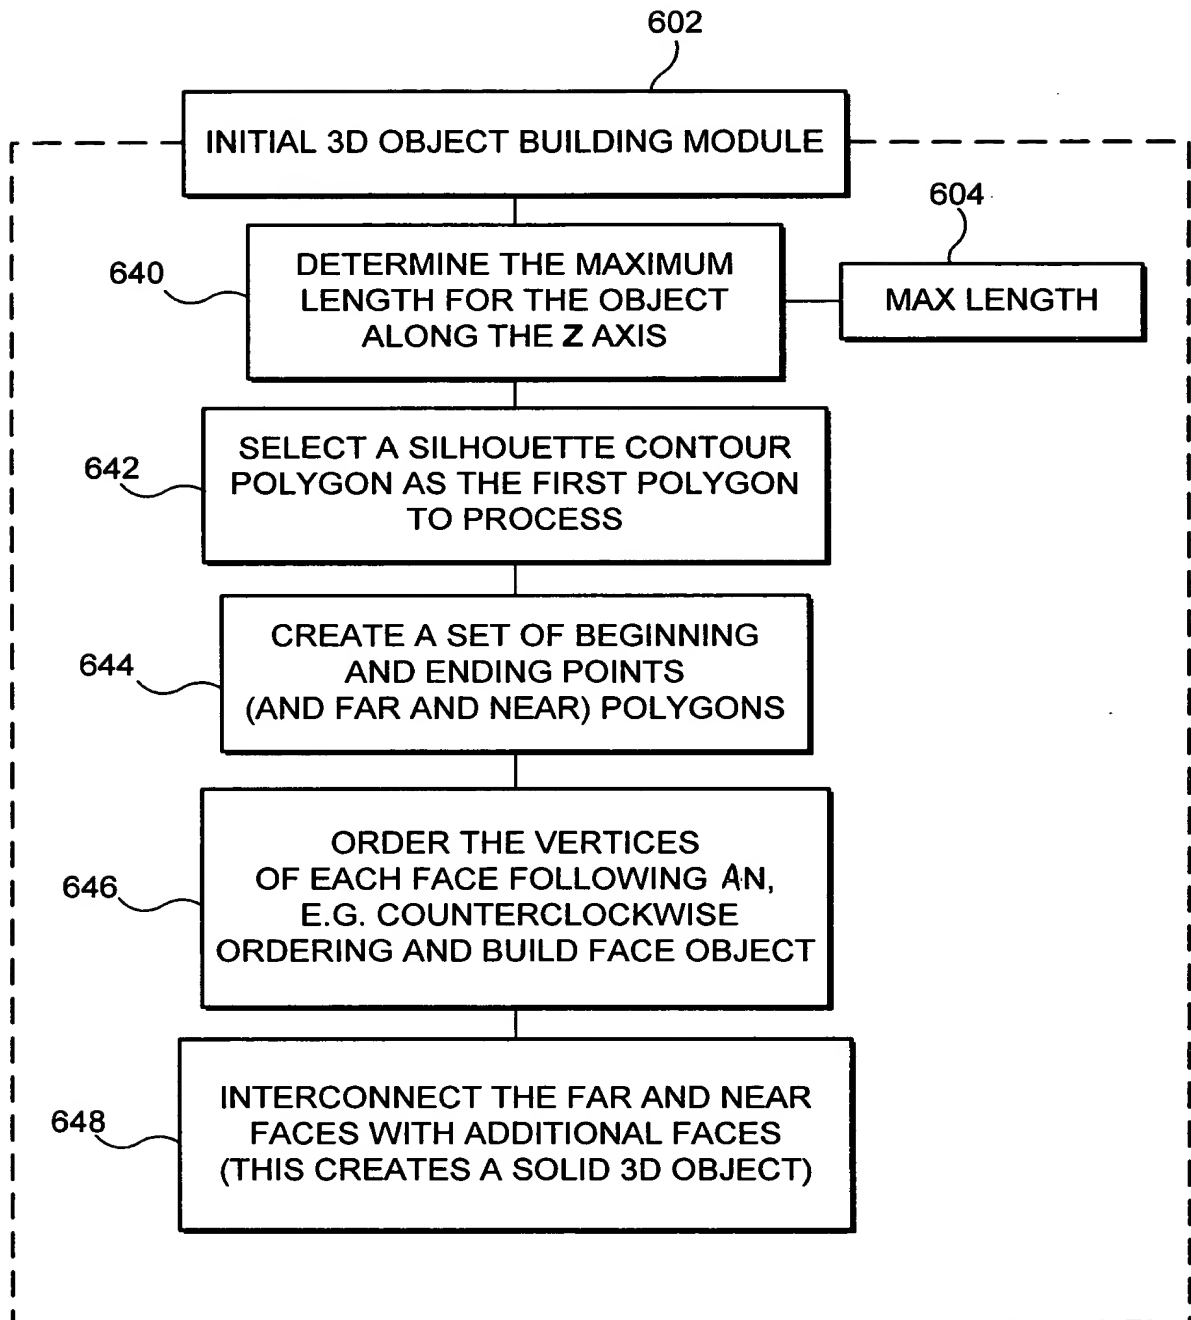 602
INITIAL 3D OBJECT BUILDING MODULE
604
640
DETERMINE THE MAXIMUM
LENGTH FOR THE OBJECT
ALONG THE Z AXIS
MAX LENGTH
642
SELECT A SILHOUETTE CONTOUR
POLYGON AS THE FIRST POLYGON
TO PROCESS
644
CREATE A SET OF BEGINNING
AND ENDING POINTS
(AND FAR AND NEAR) POLYGONS
646
ORDER THE VERTICES
OF EACH FACE FOLLOWING AN,
E.G. COUNTERCLOCKWISE
ORDERING AND BUILD FACE OBJECT
648
INTERCONNECT THE FAR AND NEAR
FACES WITH ADDITIONAL FACES
(THIS CREATES A SOLID 3D OBJECT)